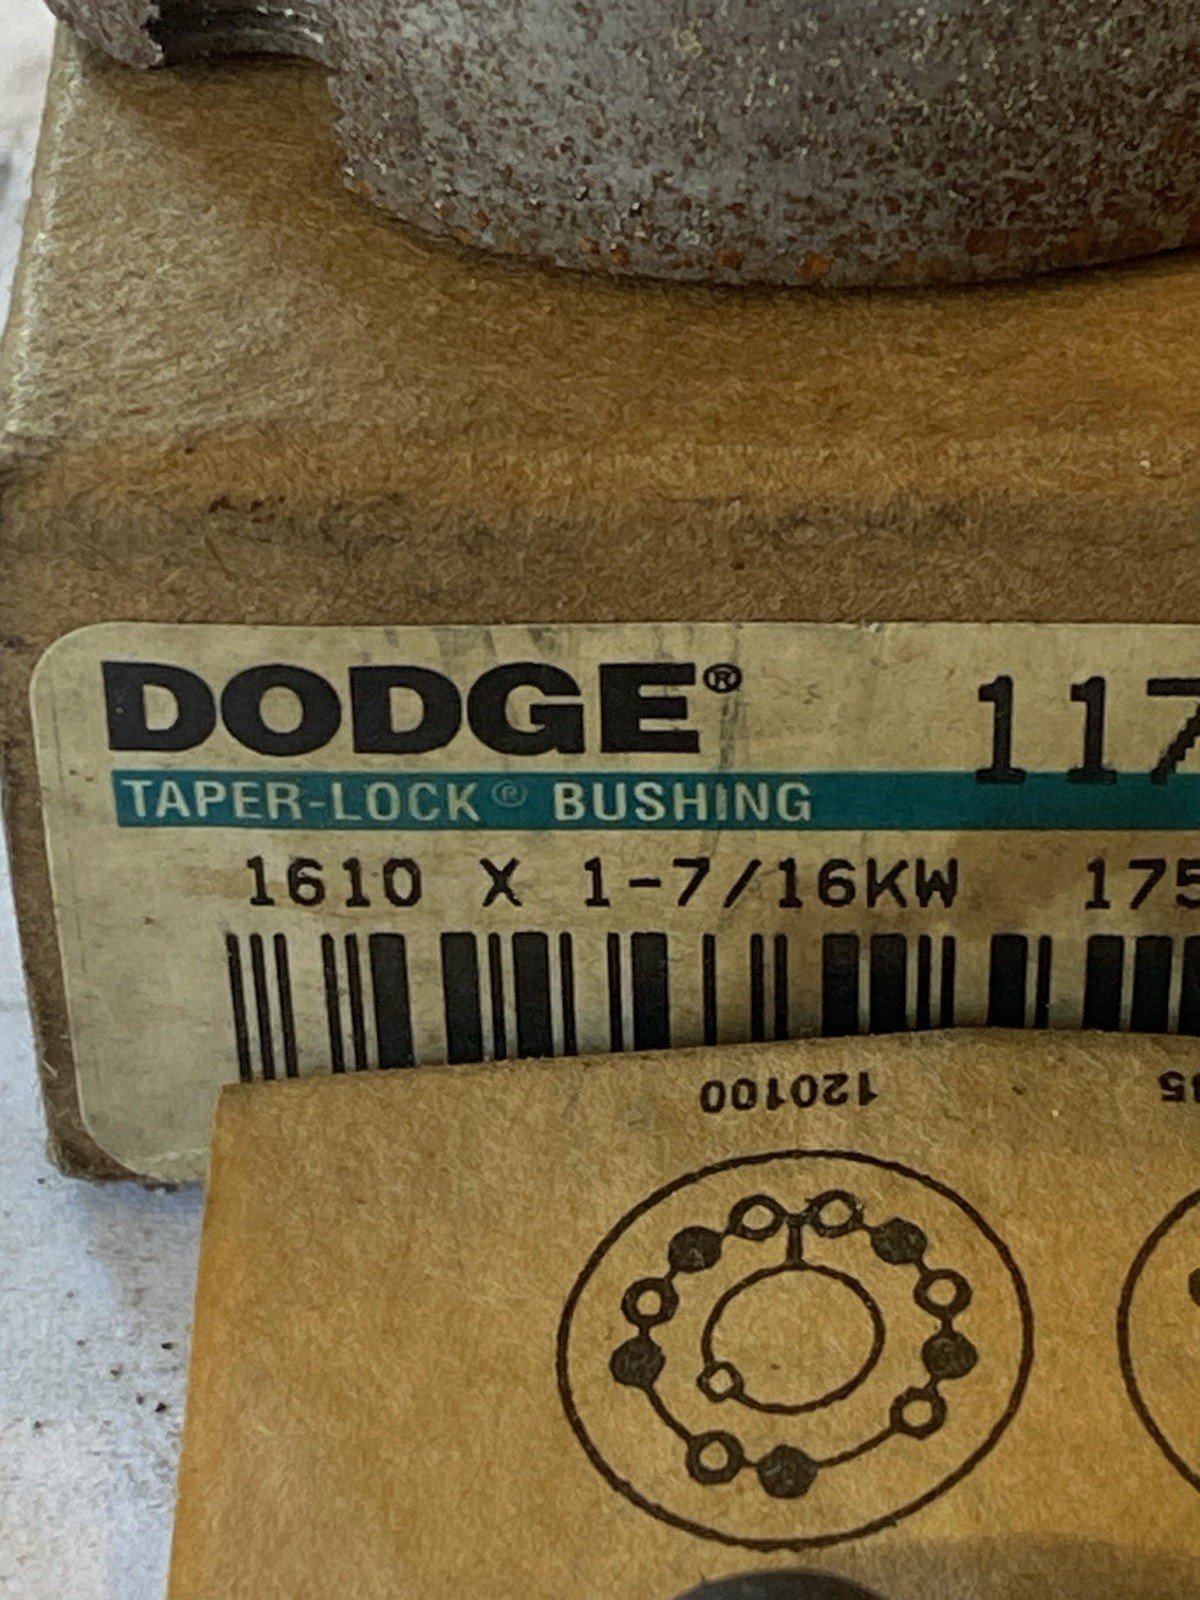 DODGE® 117
TAPER-LOCK® BUSHING
1610 X 1-7/16KW 175
120100